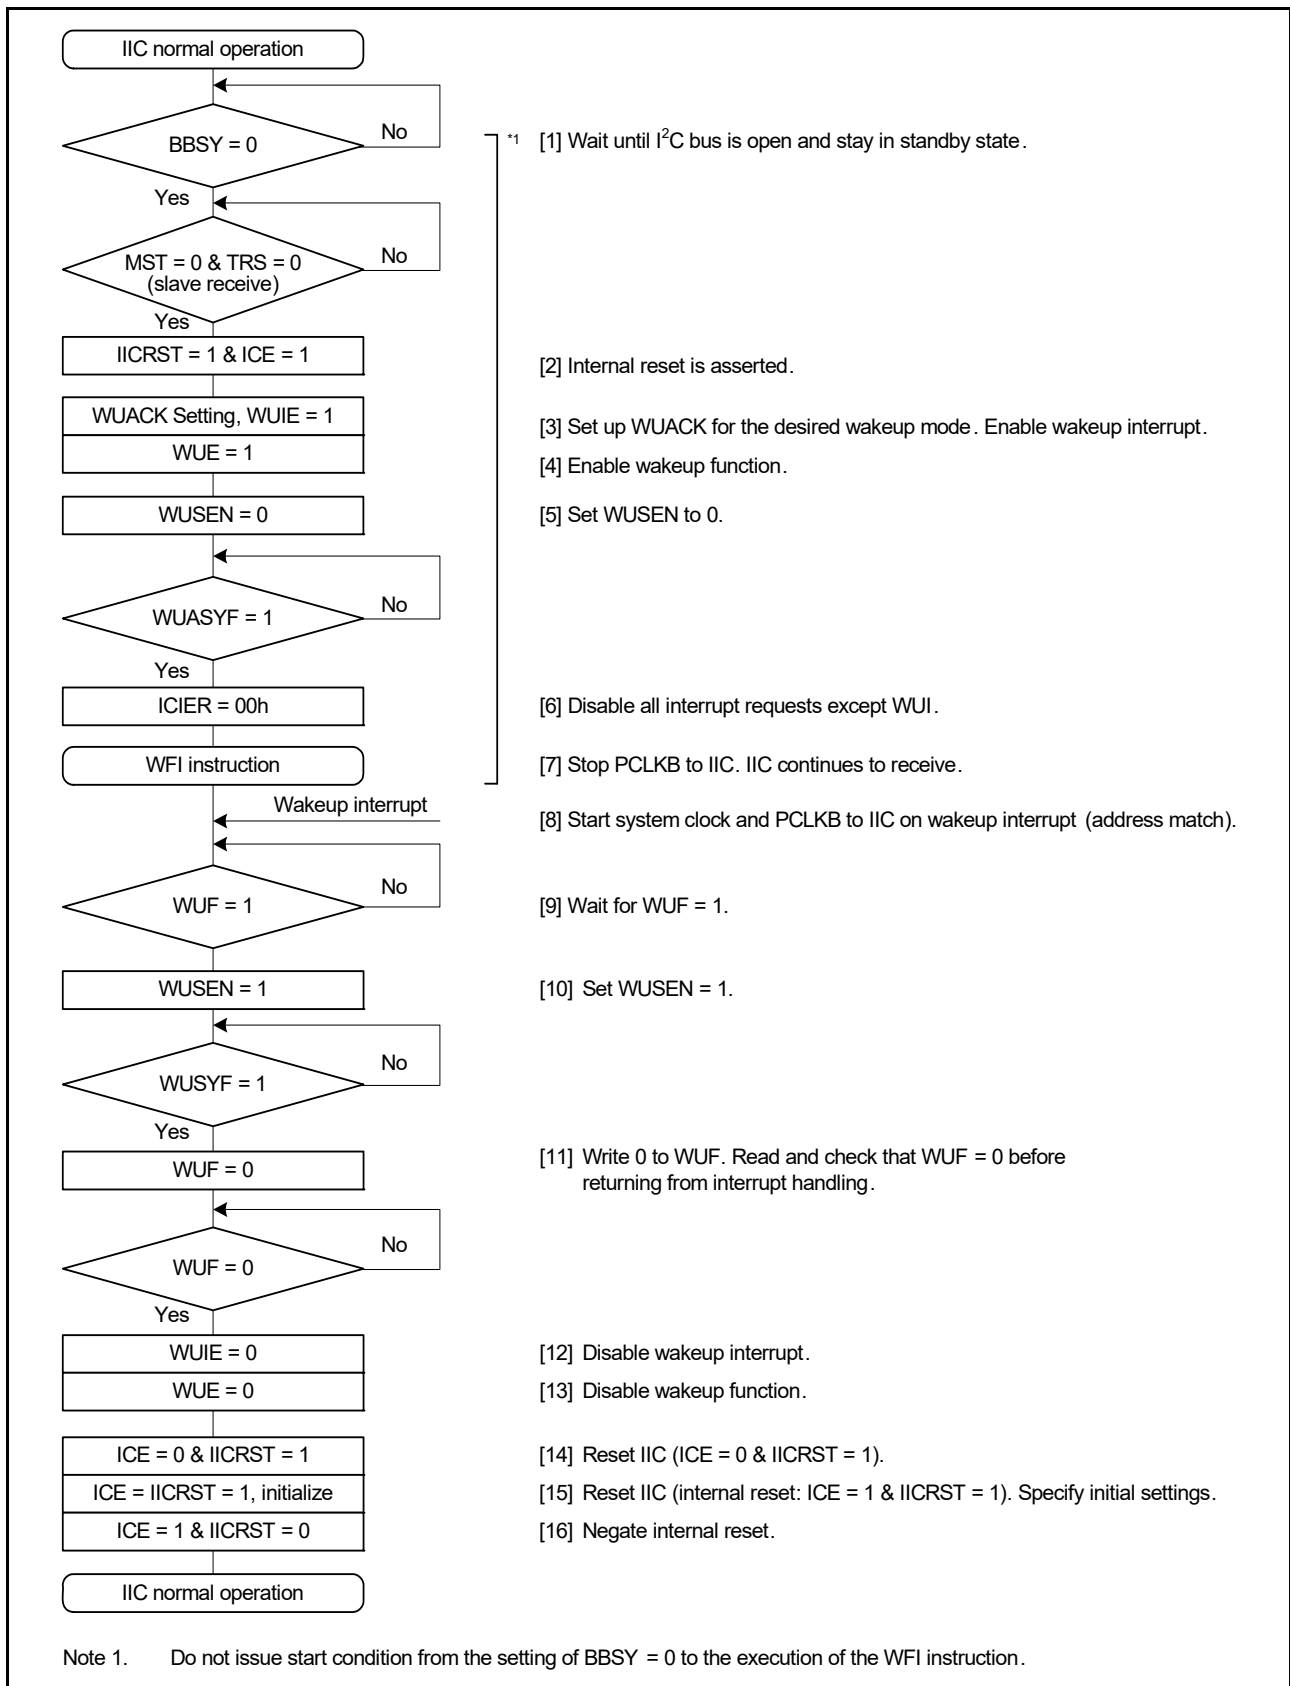 IIC normal operation
BBSY = 0
No
*1
[1] Wait until I²C bus is open and stay in standby state.
Yes
MST = 0 & TRS = 0
(slave receive)
No
Yes
IICRST = 1 & ICE = 1
[2] Internal reset is asserted.
WUACK Setting, WUIE = 1
[3] Set up WUACK for the desired wakeup mode. Enable wakeup interrupt.
WUE = 1
[4] Enable wakeup function.
WUSEN = 0
[5] Set WUSEN to 0.
WUASYF = 1
No
Yes
ICIER = 00h
[6] Disable all interrupt requests except WUI.
WFI instruction
[7] Stop PCLKB to IIC. IIC continues to receive.
Wakeup interrupt
[8] Start system clock and PCLKB to IIC on wakeup interrupt (address match).
WUF = 1
No
[9] Wait for WUF = 1.
WUSEN = 1
[10] Set WUSEN = 1.
WUSYF = 1
No
Yes
WUF = 0
[11] Write 0 to WUF. Read and check that WUF = 0 before
returning from interrupt handling.
WUF = 0
No
Yes
WUIE = 0
[12] Disable wakeup interrupt.
WUE = 0
[13] Disable wakeup function.
ICE = 0 & IICRST = 1
[14] Reset IIC (ICE = 0 & IICRST = 1).
ICE = IICRST = 1, initialize
[15] Reset IIC (internal reset: ICE = 1 & IICRST = 1). Specify initial settings.
ICE = 1 & IICRST = 0
[16] Negate internal reset.
IIC normal operation
Note 1. Do not issue start condition from the setting of BBSY = 0 to the execution of the WFI instruction.